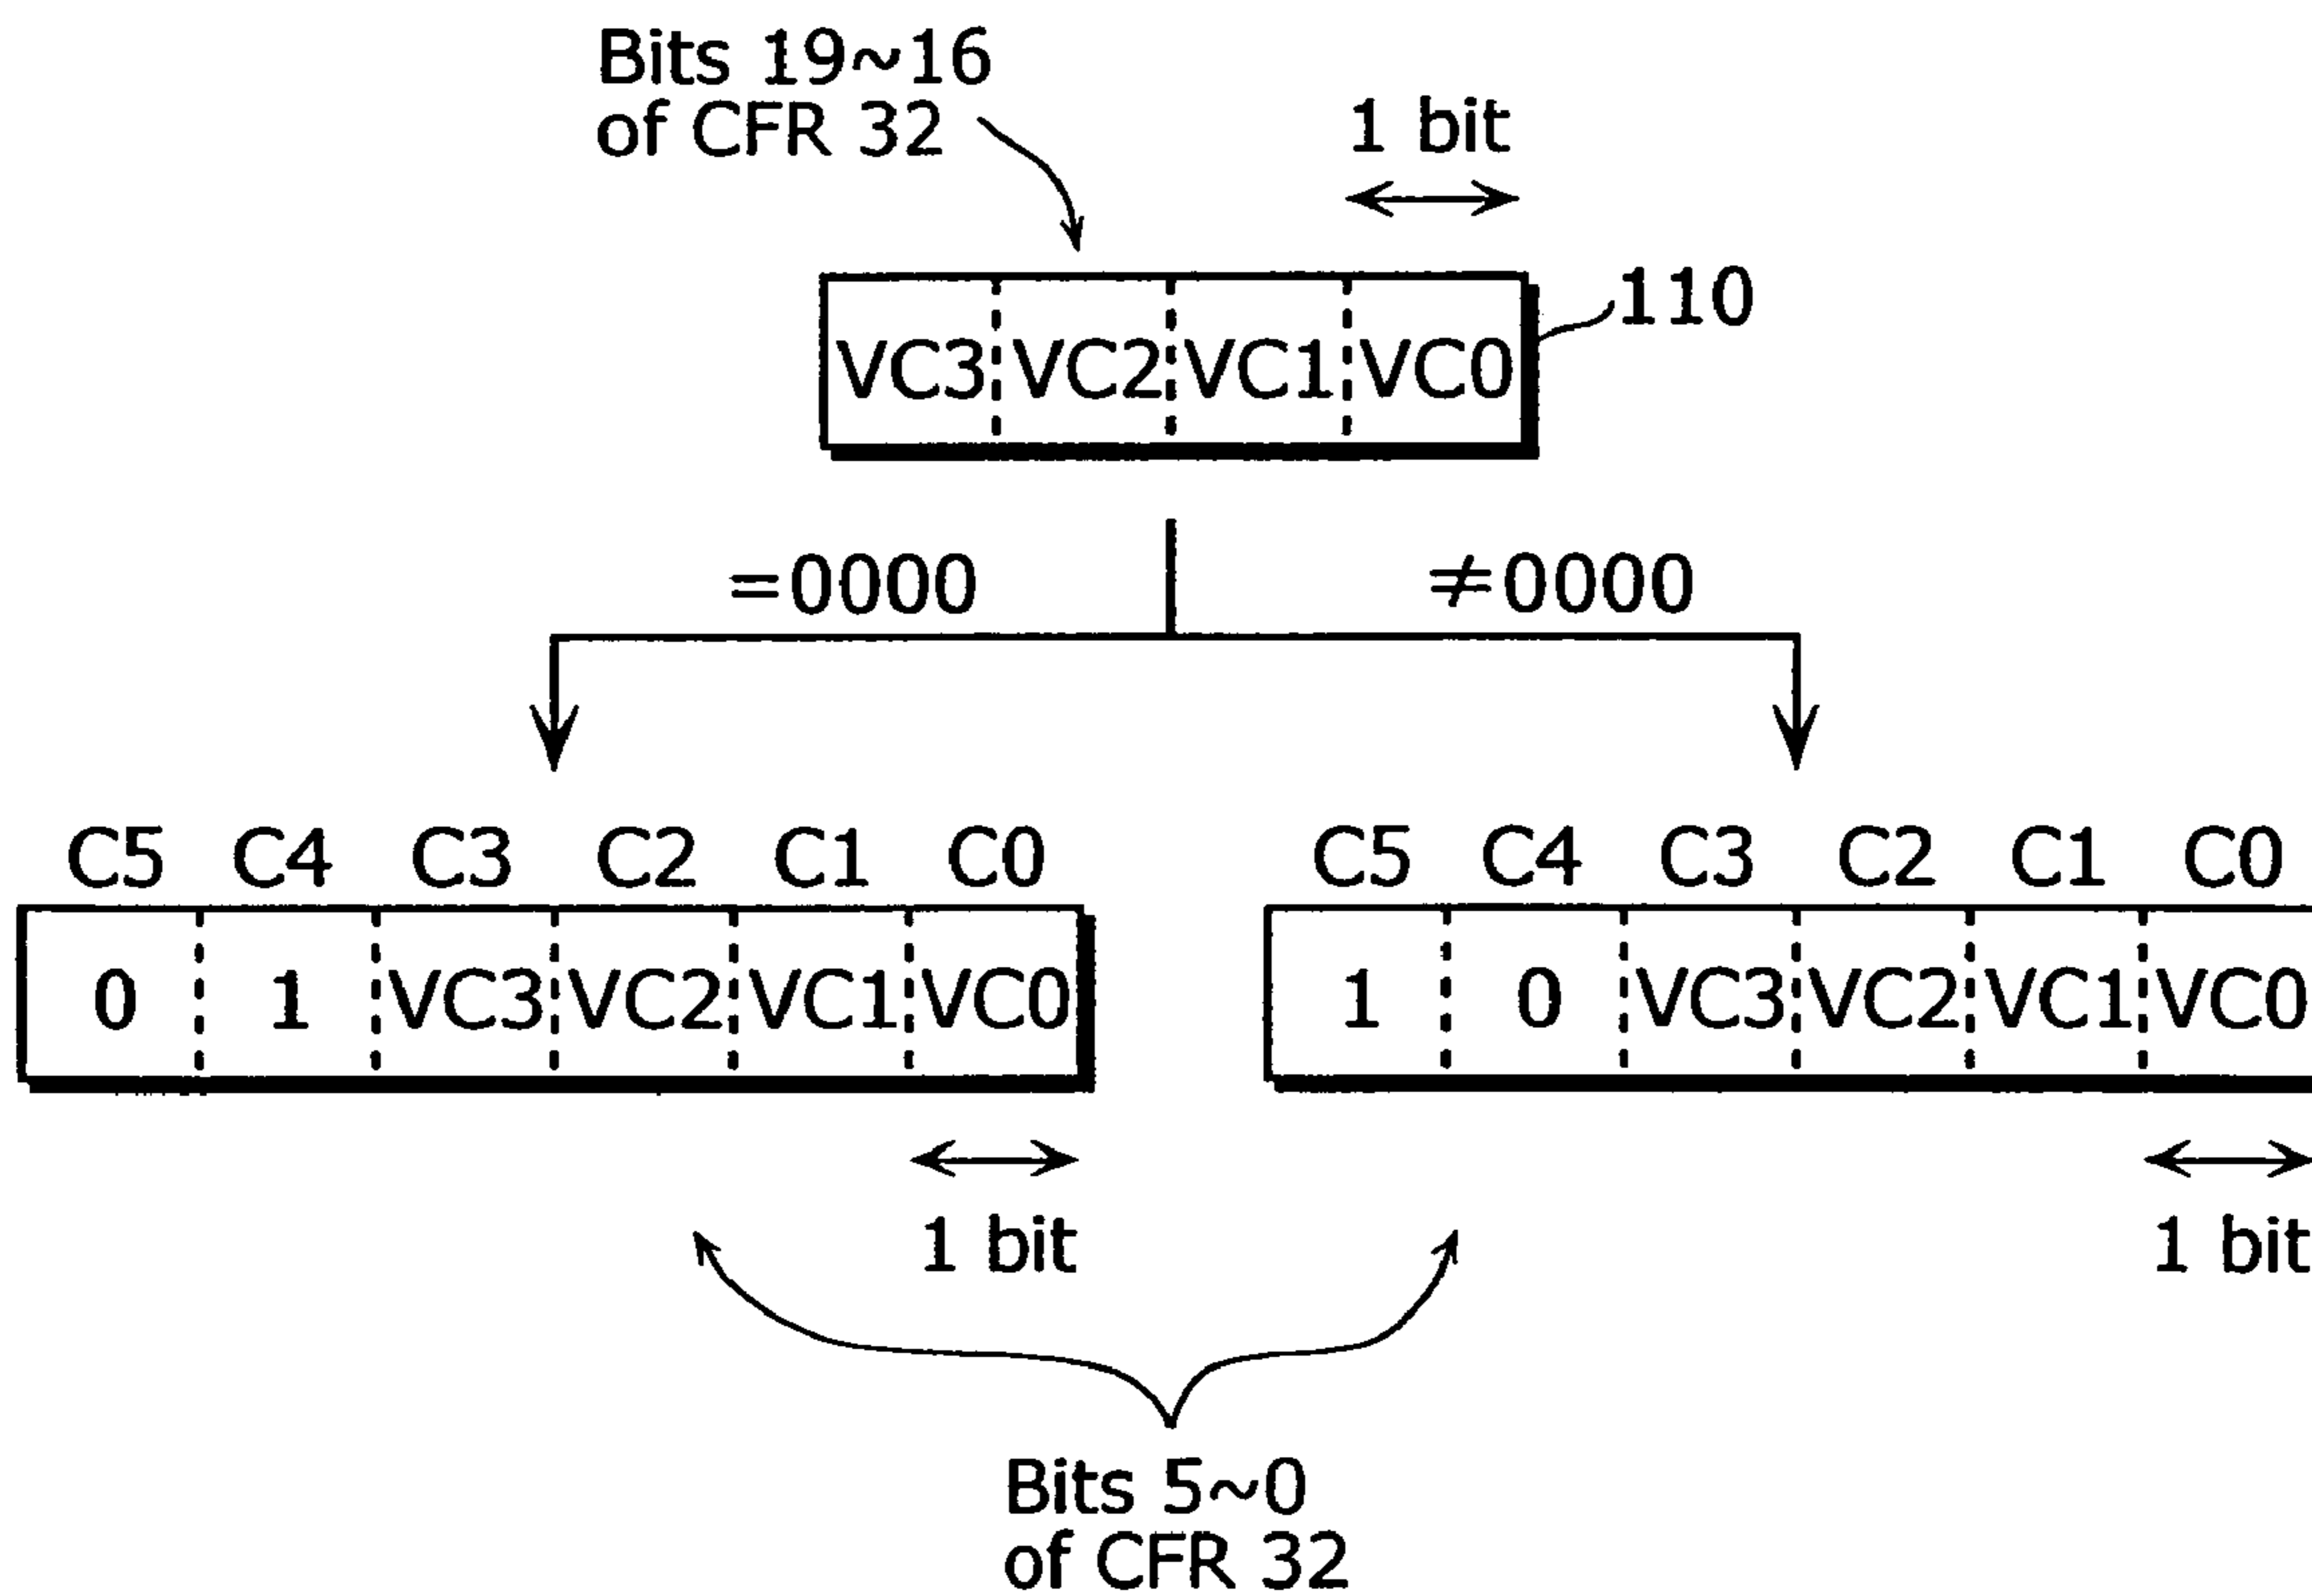 Bits 19~16
of CFR 32
1 bit
110
VC3 VC2 VC1 VC0
=0000 ≠0000
C5 C4 C3 C2 C1 C0 C5 C4 C3 C2 C1 C0
0 1 VC3 VC2 VC1 VC0 1 0 VC3 VC2 VC1 VC0
1 bit 1 bit
Bits 5~0
of CFR 32